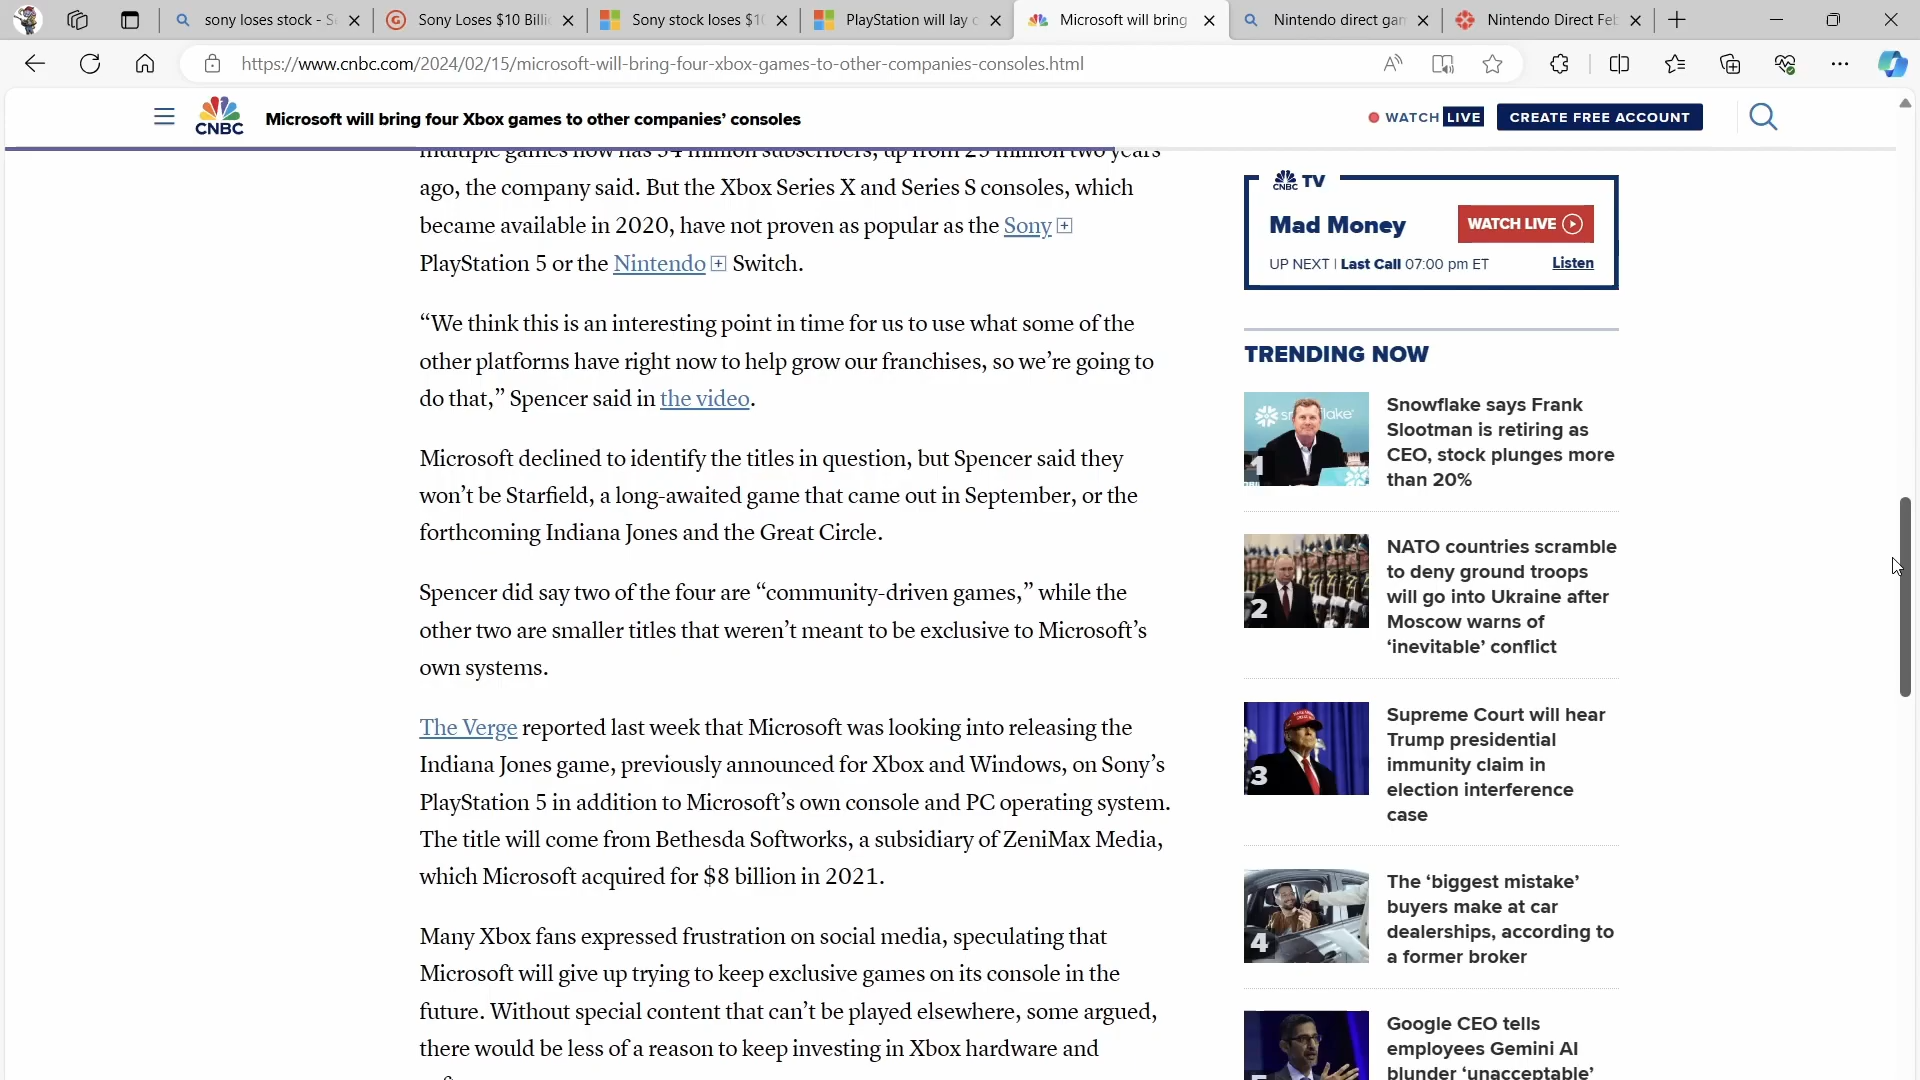 sony loses stock - S
Sony Loses $10 Billi
Sony stock loses $10
PlayStation will lay
Microsoft will bring
Nintendo direct gam
Nintendo Direct Feb
https://www.cnbc.com/2024/02/15/microsoft-will-bring-four-xbox-games-to-other-companies-consoles.html
CNBC
Microsoft will bring four Xbox games to other companies’ consoles
WATCH LIVE
CREATE FREE ACCOUNT
multiple games now has 34 million subscribers, up from 25 million two years
ago, the company said. But the Xbox Series X and Series S consoles, which
became available in 2020, have not proven as popular as the Sony
PlayStation 5 or the Nintendo Switch.
“We think this is an interesting point in time for us to use what some of the
other platforms have right now to help grow our franchises, so we’re going to
do that,” Spencer said in the video.
Microsoft declined to identify the titles in question, but Spencer said they
won’t be Starfield, a long-awaited game that came out in September, or the
forthcoming Indiana Jones and the Great Circle.
Spencer did say two of the four are “community-driven games,” while the
other two are smaller titles that weren’t meant to be exclusive to Microsoft’s
own systems.
The Verge reported last week that Microsoft was looking into releasing the
Indiana Jones game, previously announced for Xbox and Windows, on Sony’s
PlayStation 5 in addition to Microsoft’s own console and PC operating system.
The title will come from Bethesda Softworks, a subsidiary of ZeniMax Media,
which Microsoft acquired for $8 billion in 2021.
Many Xbox fans expressed frustration on social media, speculating that
Microsoft will give up trying to keep exclusive games on its console in the
future. Without special content that can’t be played elsewhere, some argued,
there would be less of a reason to keep investing in Xbox hardware and
CNBC TV
Mad Money
WATCH LIVE
UP NEXT | Last Call 07:00 pm ET
Listen
TRENDING NOW
1
Snowflake says Frank
Slootman is retiring as
CEO, stock plunges more
than 20%
2
NATO countries scramble
to deny ground troops
will go into Ukraine after
Moscow warns of
‘inevitable’ conflict
3
Supreme Court will hear
Trump presidential
immunity claim in
election interference
case
4
The ‘biggest mistake’
buyers make at car
dealerships, according to
a former broker
Google CEO tells
employees Gemini AI
blunder ‘unacceptable’